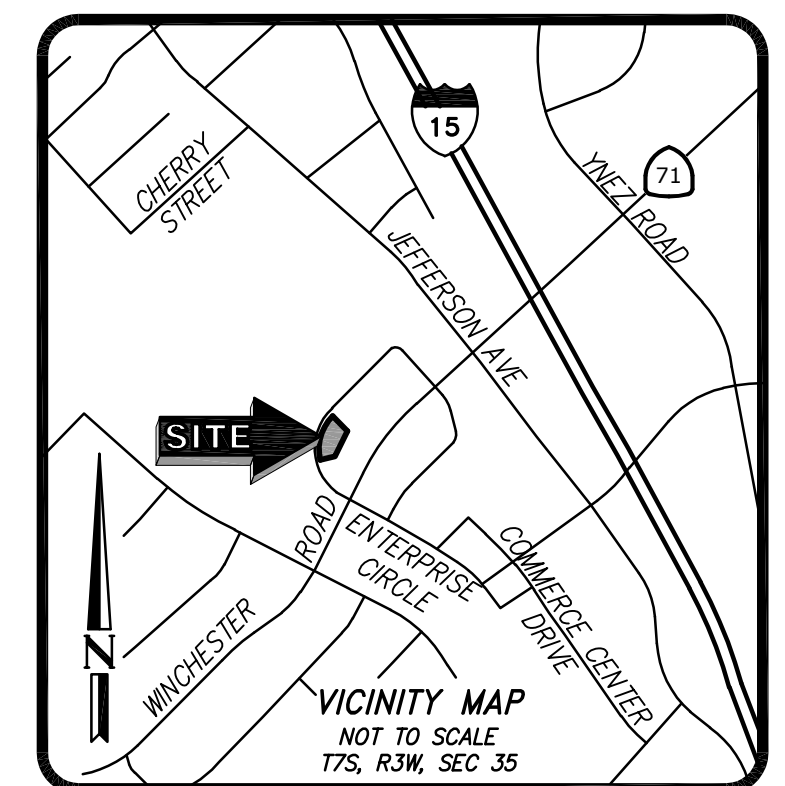 15
71
CHERRY
STREET
YNEZ ROAD
JEFFERSON AVE
SITE
ROAD
ENTERPRISE
CIRCLE
COMMERCE CENTER
DRIVE
WINCHESTER
N
VICINITY MAP
NOT TO SCALE
T7S, R3W, SEC 35